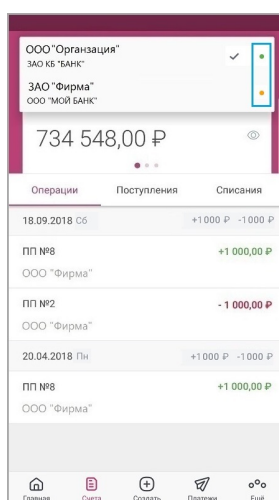 ООО"Органзация"
ЗАО КБ "БАНК"
ЗАО"Фирма"
ООО "МОЙ БАНК"
734 548,00 ₽
Операции Поступления Списания
18.09.2018 Сб +1000 ₽ -1000 ₽
ПП №8 +1 000,00 ₽
ООО "Фирма"
ПП №2 - 1 000,00 ₽
ООО "Фирма"
20.04.2018 Пн +1000 ₽ -1000 ₽
ПП №8 +1 000,00 ₽
ООО "Фирма"
Главная Счета Создать Платежи Ещё